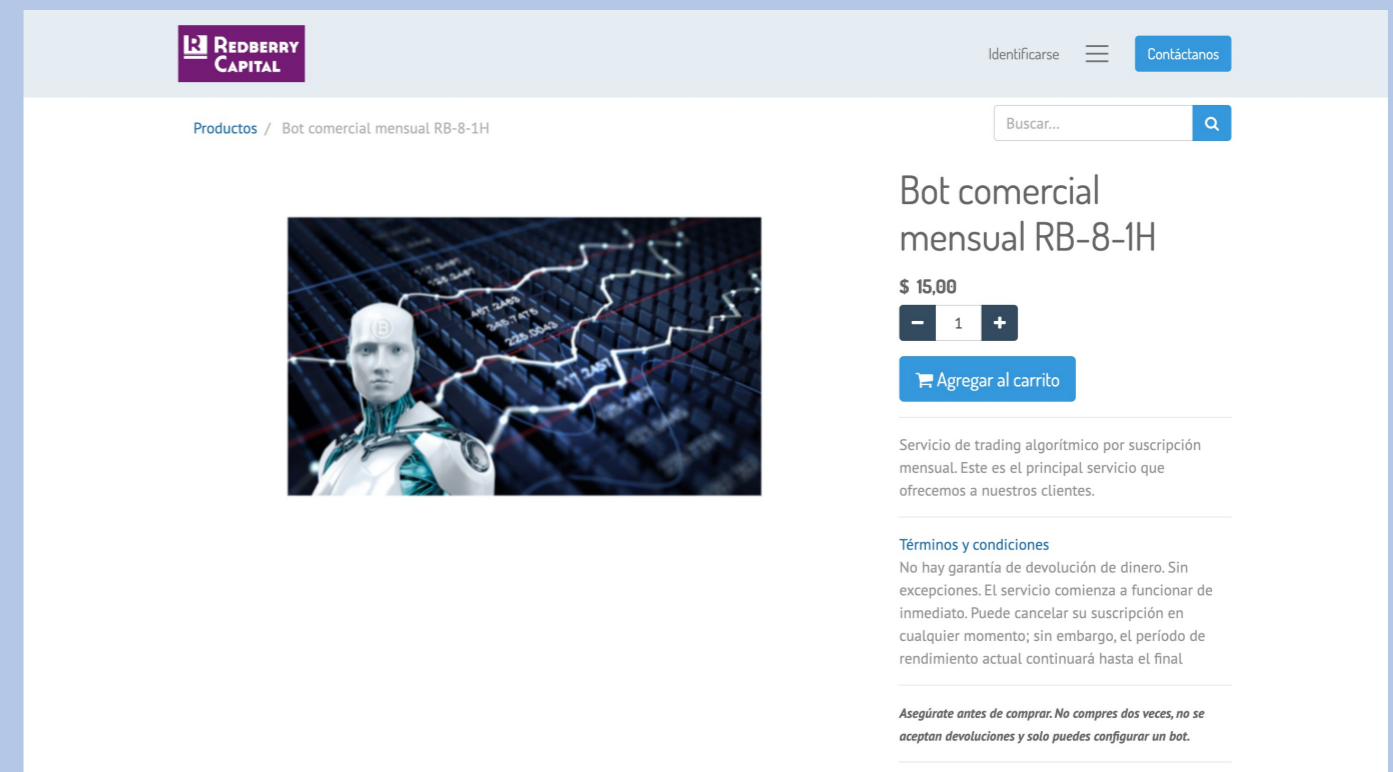 REDBERRY
CAPITAL
Identificarse
Contáctanos
Productos / Bot comercial mensual RB-8-1H
Buscar...
Bot comercial
mensual RB-8-1H
$ 15,00
1
Agregar al carrito
Servicio de trading algorítmico por suscripción
mensual. Este es el principal servicio que
ofrecemos a nuestros clientes.
Términos y condiciones
No hay garantía de devolución de dinero. Sin
excepciones. El servicio comienza a funcionar de
inmediato. Puede cancelar su suscripción en
cualquier momento; sin embargo, el período de
rendimiento actual continuará hasta el final
Asegúrate antes de comprar. No compres dos veces, no se
aceptan devoluciones y solo puedes configurar un bot.